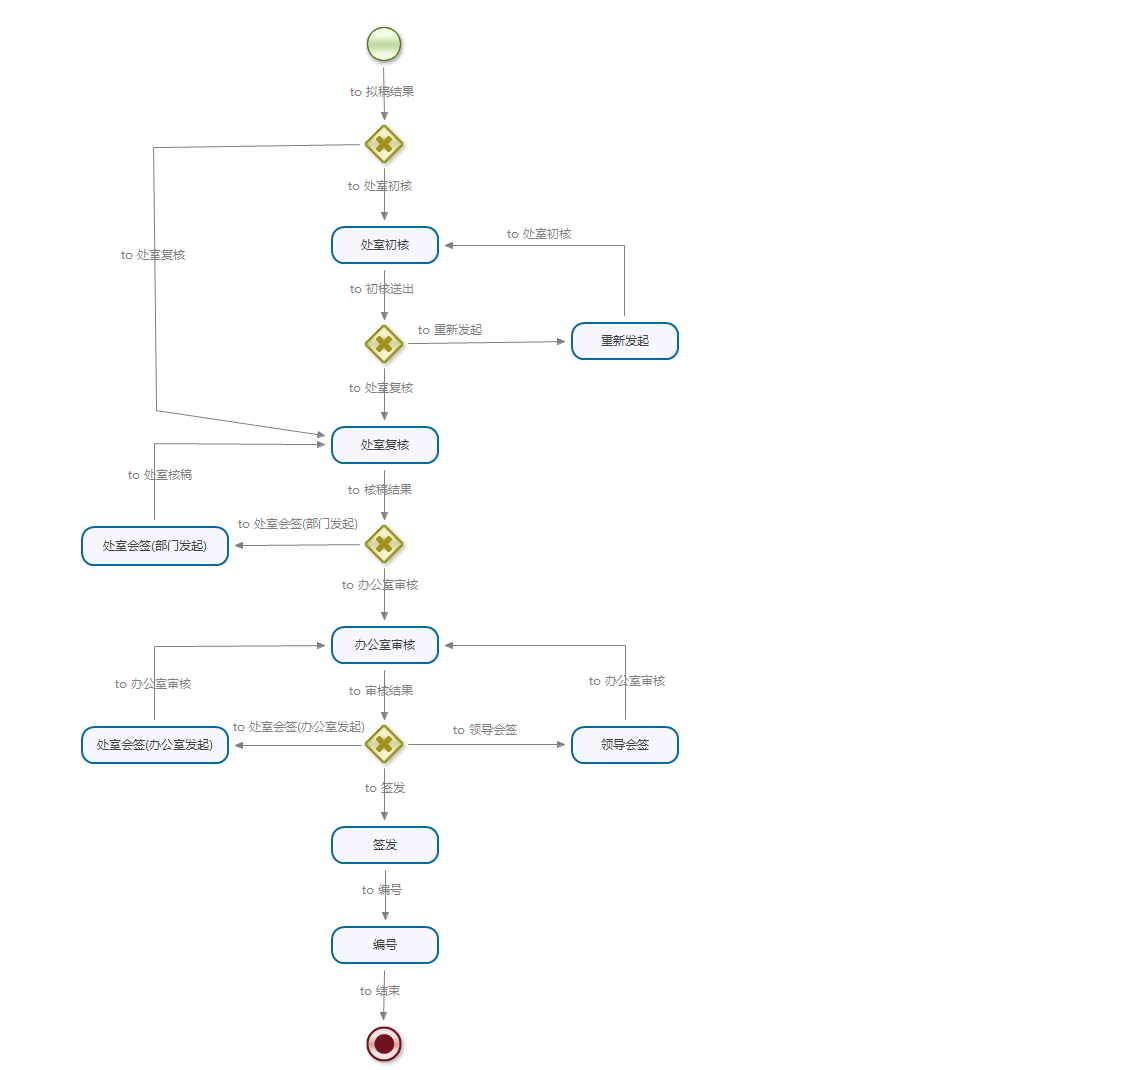 to 拟稿结果
to 处室初核
to 处室初核
处室初核
to 处室复核
to 初核送出
to 重新发起
重新发起
to 处室复核
处室复核
to 处室核稿
to 核稿结果
to 处室会签(部门发起)
处室会签(部门发起)
to 办公室审核
办公室审核
to 办公室审核
to 办公室审核
to 审核结果
to 处室会签(办公室发起)
to 领导会签
处室会签(办公室发起)
领导会签
to 签发
签发
to 编号
编号
to 结束